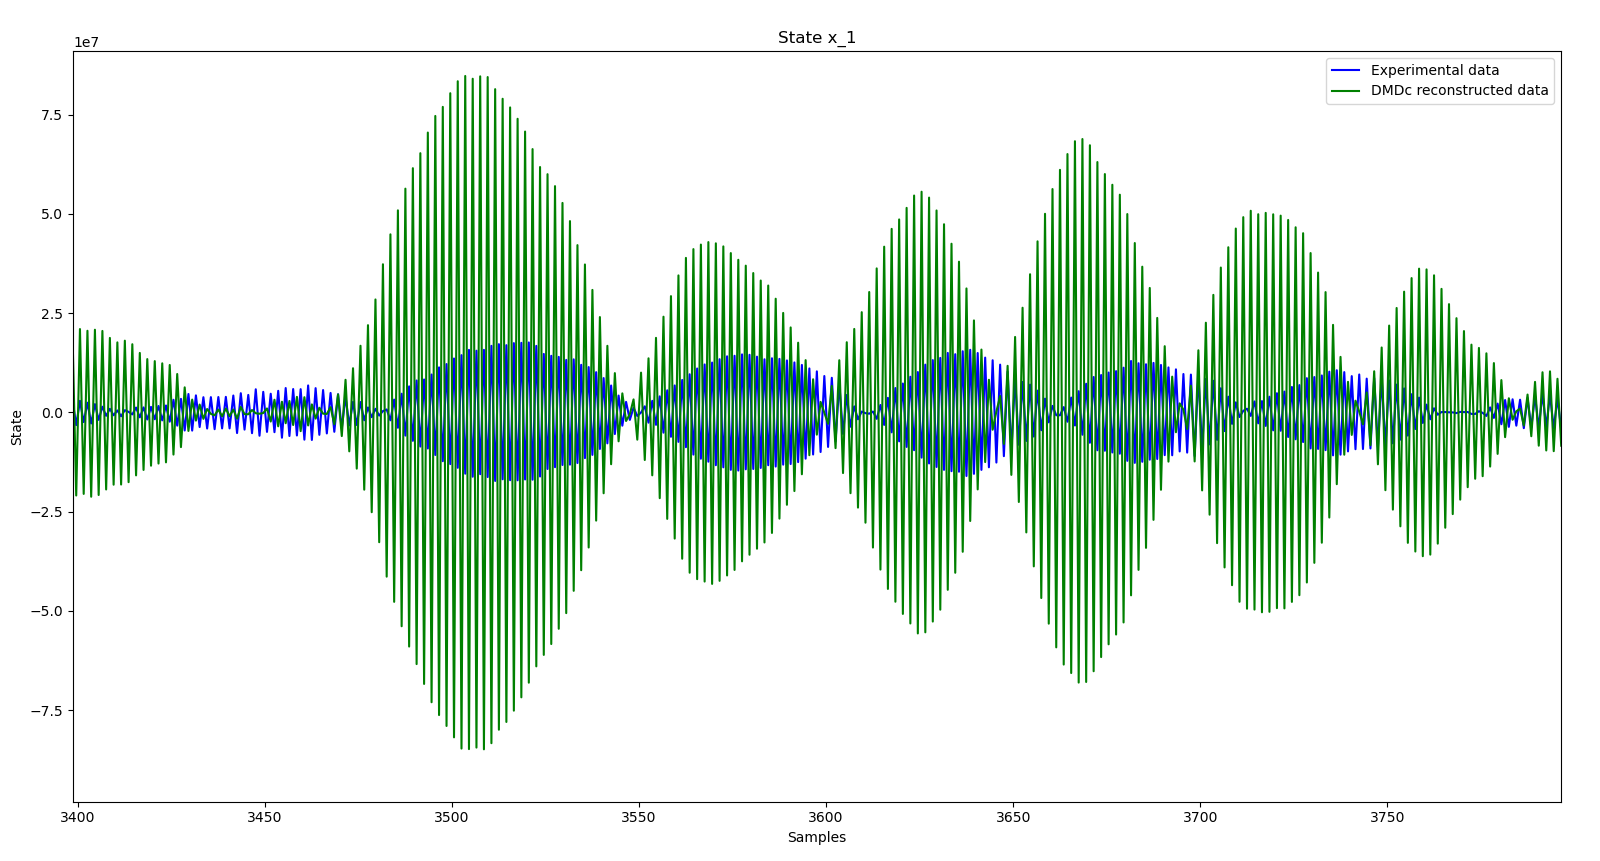 State x_1
1e7
Experimental data
DMDc reconstructed data
7.5
5.0
2.5
0.0
−2.5
−5.0
−7.5
State
3400 3450 3500 3550 3600 3650 3700 3750
Samples